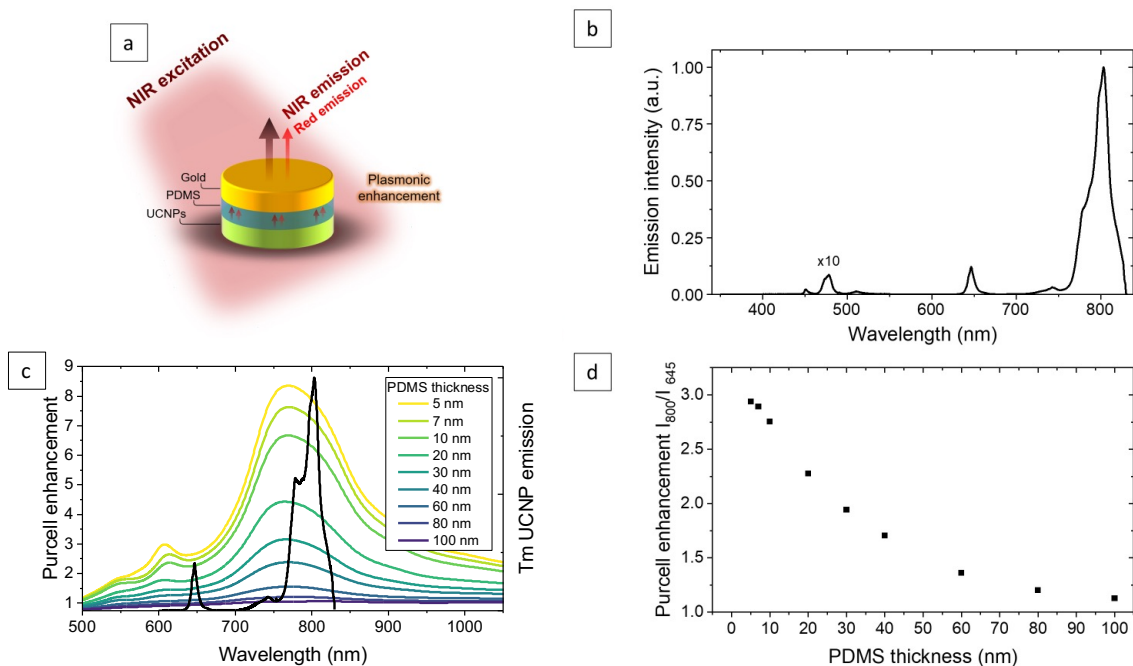 a
NIR excitation
NIR emission
Red emission
Gold
PDMS
UCNPs
Plasmonic
enhancement
b
Emission intensity (a.u.)
1.00
0.75
0.50
0.25
0.00
x10
400 500 600 700 800
Wavelength (nm)
c
Purcell enhancement
9
8
7
6
5
4
3
2
1
PDMS thickness
5 nm
7 nm
10 nm
20 nm
30 nm
40 nm
60 nm
80 nm
100 nm
Tm UCNP emission
500 600 700 800 900 1000
Wavelength (nm)
d
Purcell enhancement I800/I645
3.0
2.5
2.0
1.5
1.0
0 10 20 30 40 50 60 70 80 90 100
PDMS thickness (nm)